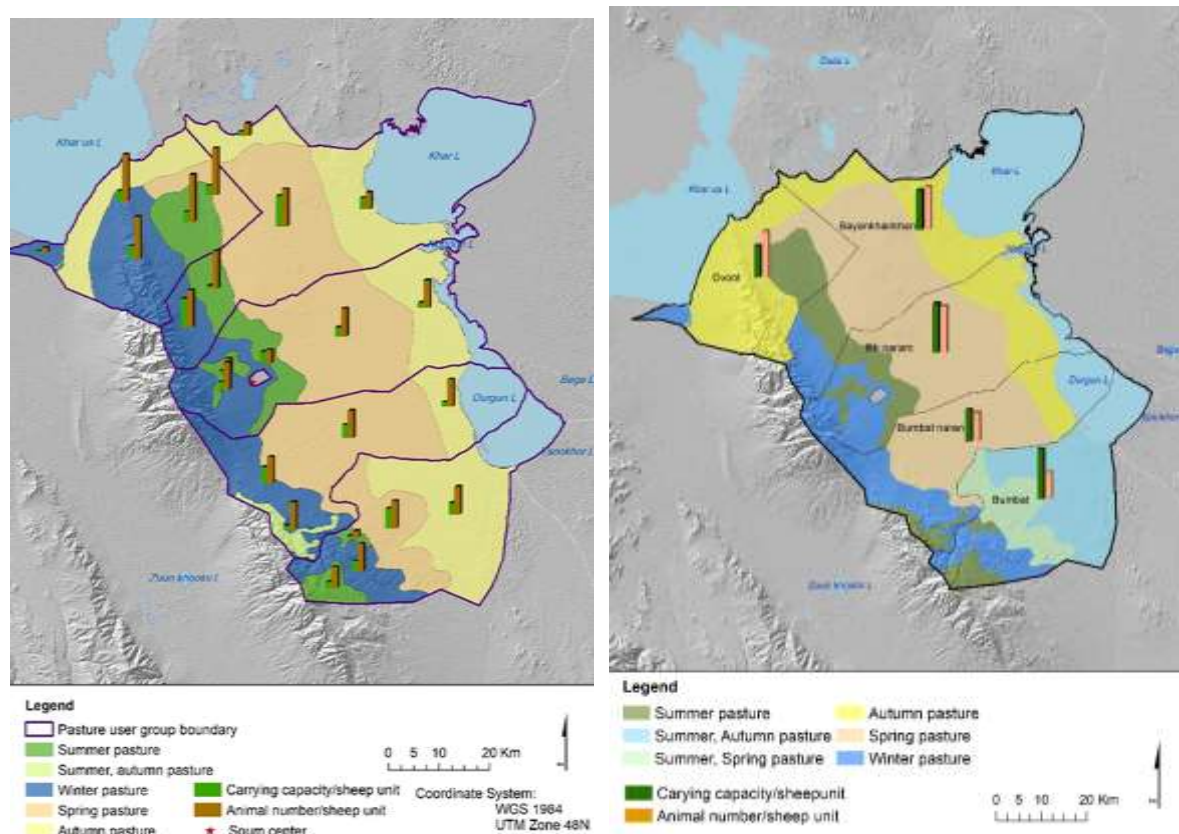 Khar us L
Khar L
Durgun L
Legend
Pasture user group boundary
Summer pasture
Summer, autumn pasture
Winter pasture
Spring pasture
Autumn pasture
Carrying capacity/sheep unit
Animal number/sheep unit
Soum center
0 5 10 20 Km
Coordinate System:
WGS 1984
UTM Zone 48N
Khar us L
Khar L
Bayankhairkhan
Ovoot
Bumbat naran
Durgun L
Bumbat
Legend
Summer pasture
Summer, Autumn pasture
Summer, Spring pasture
Autumn pasture
Spring pasture
Winter pasture
Carying capacity/sheepunit
Animal number/sheep unit
0 5 10 20 Km